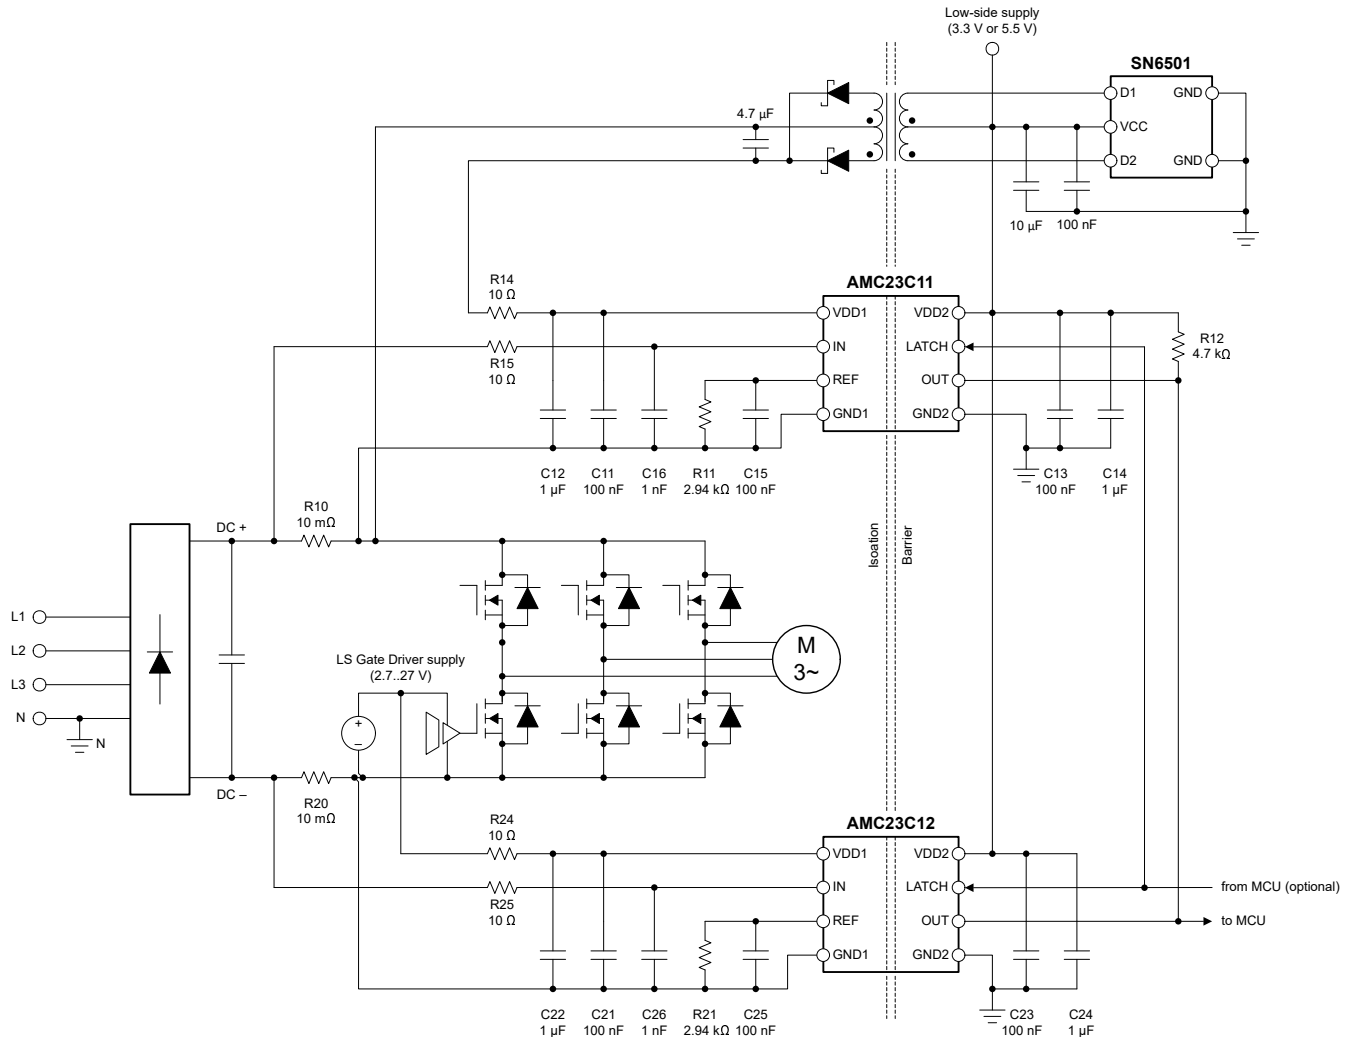 Low-side supply
(3.3 V or 5.5 V)
SN6501
D1
GND
VCC
D2
GND
4.7 µF
10 µF
100 nF
AMC23C11
R14
10 Ω
VDD1
VDD2
IN
LATCH
R15
10 Ω
R12
4.7 kΩ
REF
OUT
GND1
GND2
C12
1 µF
C11
100 nF
C16
1 nF
R11
2.94 kΩ
C15
100 nF
C13
100 nF
C14
1 µF
R10
10 mΩ
DC +
Isoation
Barrier
L1
L2
L3
N
N
LS Gate Driver supply
(2.7..27 V)
+
–
M
3~
DC –
R20
10 mΩ
AMC23C12
R24
10 Ω
VDD1
VDD2
IN
LATCH
from MCU (optional)
R25
10 Ω
REF
OUT
to MCU
GND1
GND2
C22
1 µF
C21
100 nF
C26
1 nF
R21
2.94 kΩ
C25
100 nF
C23
100 nF
C24
1 µF